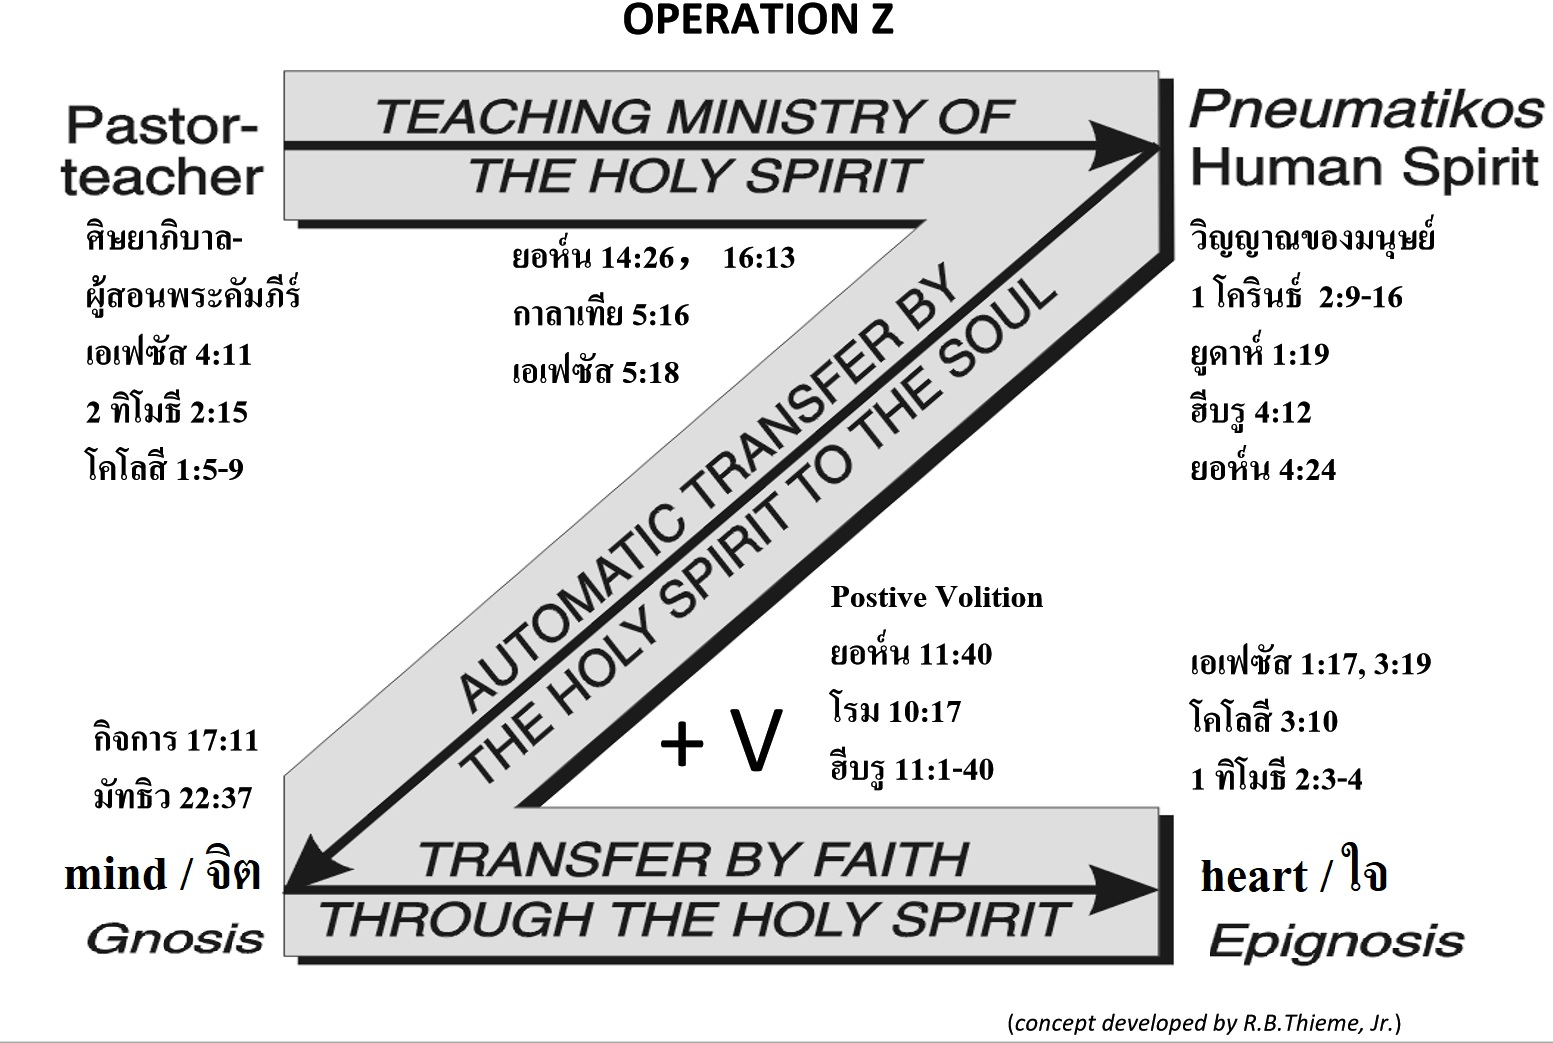 OPERATION Z
Pastor-
teacher
TEACHING MINISTRY OF
THE HOLY SPIRIT
Pneumatikos
Human Spirit
ศิษยาภิบาล-
ผู้สอนพระคัมภีร์
เอเฟซัส 4:11
2 ทิโมธี 2:15
โคโลสี 1:5-9
ยอห์น 14:26, 16:13
กาลาเทีย 5:16
เอเฟซัส 5:18
วิญญาณของมนุษย์
1 โครินธ์ 2:9-16
ยูดาห์ 1:19
ฮีบรู 4:12
ยอห์น 4:24
AUTOMATIC TRANSFER BY
THE HOLY SPIRIT TO THE SOUL
+ V
Postive Volition
ยอห์น 11:40
โรม 10:17
ฮีบรู 11:1-40
เอเฟซัส 1:17, 3:19
โคโลสี 3:10
1 ทิโมธี 2:3-4
กิจการ 17:11
มัทธิว 22:37
mind / จิต
Gnosis
TRANSFER BY FAITH
THROUGH THE HOLY SPIRIT
heart / ใจ
Epignosis
(concept developed by R.B.Thieme, Jr.)